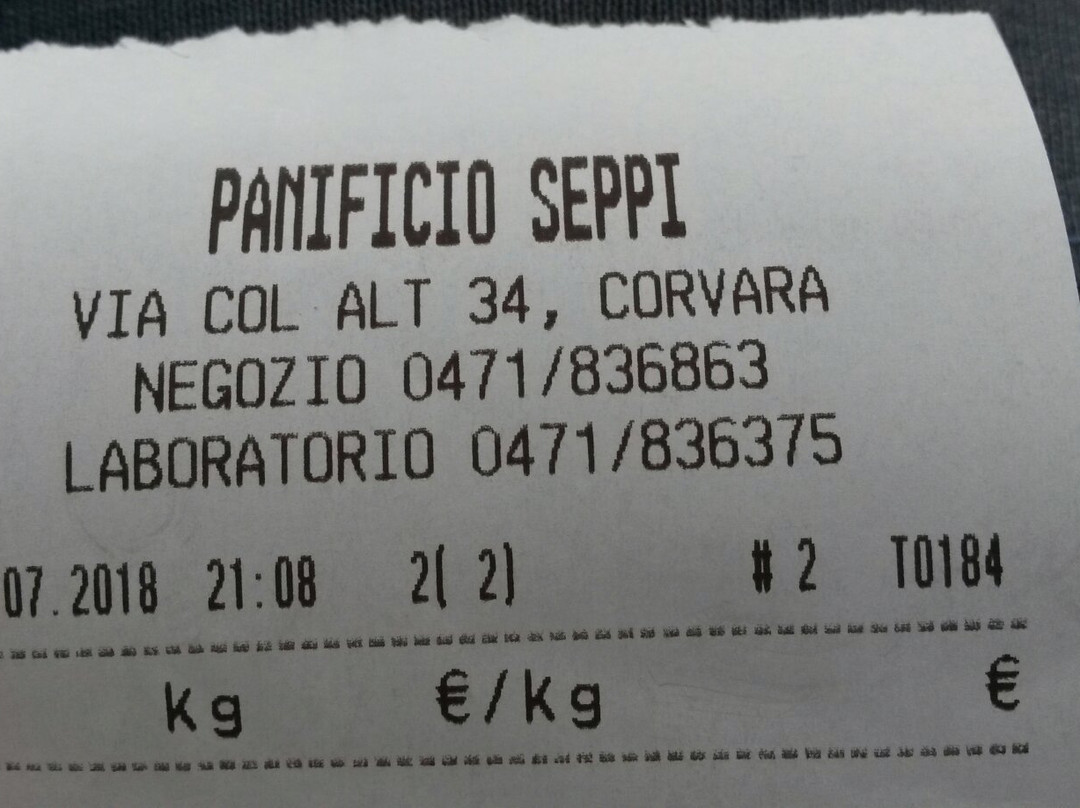 PANIFICIO SEPPI
VIA COL ALT 34, CORVARA
NEGOZIO 0471/836863
LABORATORIO 0471/836375
07.2018 21:08 2( 2) # 2 T0184
kg €/kg €